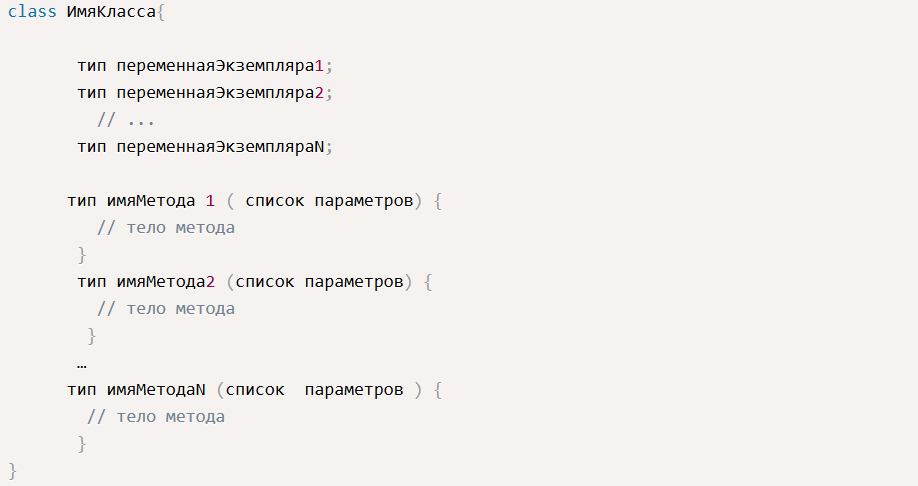 class ИмяКласса{
тип переменнаяЭкземпляра1;
тип переменнаяЭкземпляра2;
// ...
тип переменнаяЭкземпляраN;
тип имяМетода 1 ( список параметров) {
// тело метода
}
тип имяМетода2 (список параметров) {
// тело метода
}
…
тип имяМетодаN (список  параметров ) {
// тело метода
}
}